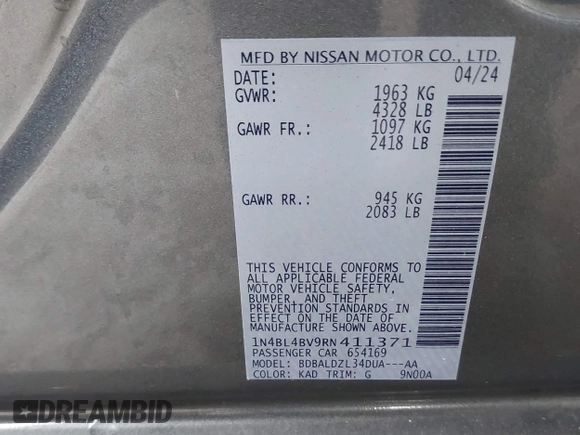 MFD BY NISSAN MOTOR CO., LTD.
DATE: 04/24
GVWR: 1963 KG
4328 LB
GAWR FR.: 1097 KG
2418 LB
GAWR RR.: 945 KG
2083 LB
THIS VEHICLE CONFORMS TO
ALL APPLICABLE FEDERAL
MOTOR VEHICLE SAFETY,
BUMPER, AND THEFT
PREVENTION STANDARDS IN
EFFECT ON THE DATE OF
MANUFACTURE SHOWN ABOVE.
1N4BL4BV9RN411371
PASSENGER CAR 654169
MODEL: BDBALDZL34DUA---AA
COLOR: KAD TRIM: G 9N00A
DREAMBID